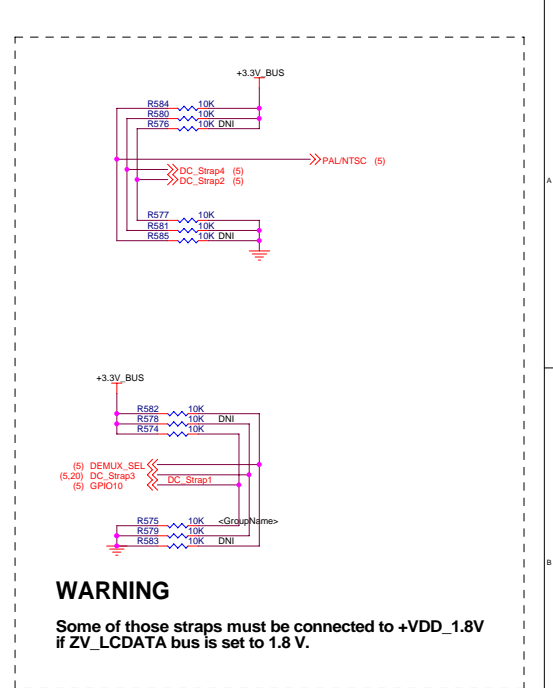 +3.3V_BUS
R584 10K
R580 10K
R576 10K DNI
PAL/NTSC (5)
DC_Strap4 (5)
DC_Strap2 (5)
R577 10K
R581 10K
R585 10K DNI
A
+3.3V_BUS
R582 10K
R578 10K DNI
R574 10K
(5) DEMUX_SEL
(5,20) DC_Strap3
(5) GPIO10 DC_Strap1
R575 10K <GroupName>
R579 10K
R583 10K DNI
B
WARNING
Some of those straps must be connected to +VDD_1.8V
if ZV_LCDATA bus is set to 1.8 V.